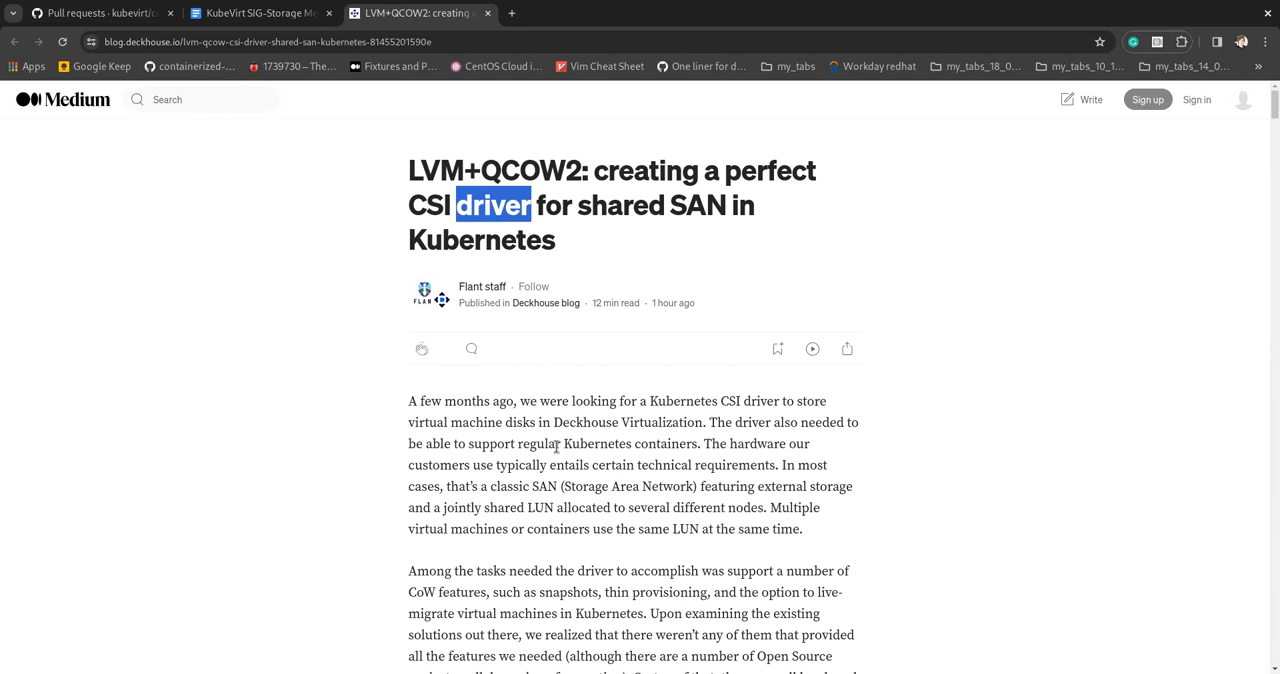 Pull requests · kubevirt/c
KubeVirt SIG-Storage Me
LVM+QCOW2: creating a
blog.deckhouse.io/lvm-qcow-csi-driver-shared-san-kubernetes-81455201590e
Apps
Google Keep
containerized-...
1739730 – The...
Fixtures and P...
CentOS Cloud i...
Vim Cheat Sheet
One liner for d...
my_tabs
Workday redhat
my_tabs_18_0...
my_tabs_10_1...
my_tabs_14_0...
»
Medium
Search
Write
Sign up
Sign in
LVM+QCOW2: creating a perfect
CSI driver for shared SAN in
Kubernetes
FLAN
Flant staff · Follow
Published in Deckhouse blog · 12 min read · 1 hour ago
A few months ago, we were looking for a Kubernetes CSI driver to store
virtual machine disks in Deckhouse Virtualization. The driver also needed to
be able to support regular Kubernetes containers. The hardware our
customers use typically entails certain technical requirements. In most
cases, that's a classic SAN (Storage Area Network) featuring external storage
and a jointly shared LUN allocated to several different nodes. Multiple
virtual machines or containers use the same LUN at the same time.
Among the tasks needed the driver to accomplish was support a number of
CoW features, such as snapshots, thin provisioning, and the option to live-
migrate virtual machines in Kubernetes. Upon examining the existing
solutions out there, we realized that there weren't any of them that provided
all the features we needed (although there are a number of Open Source